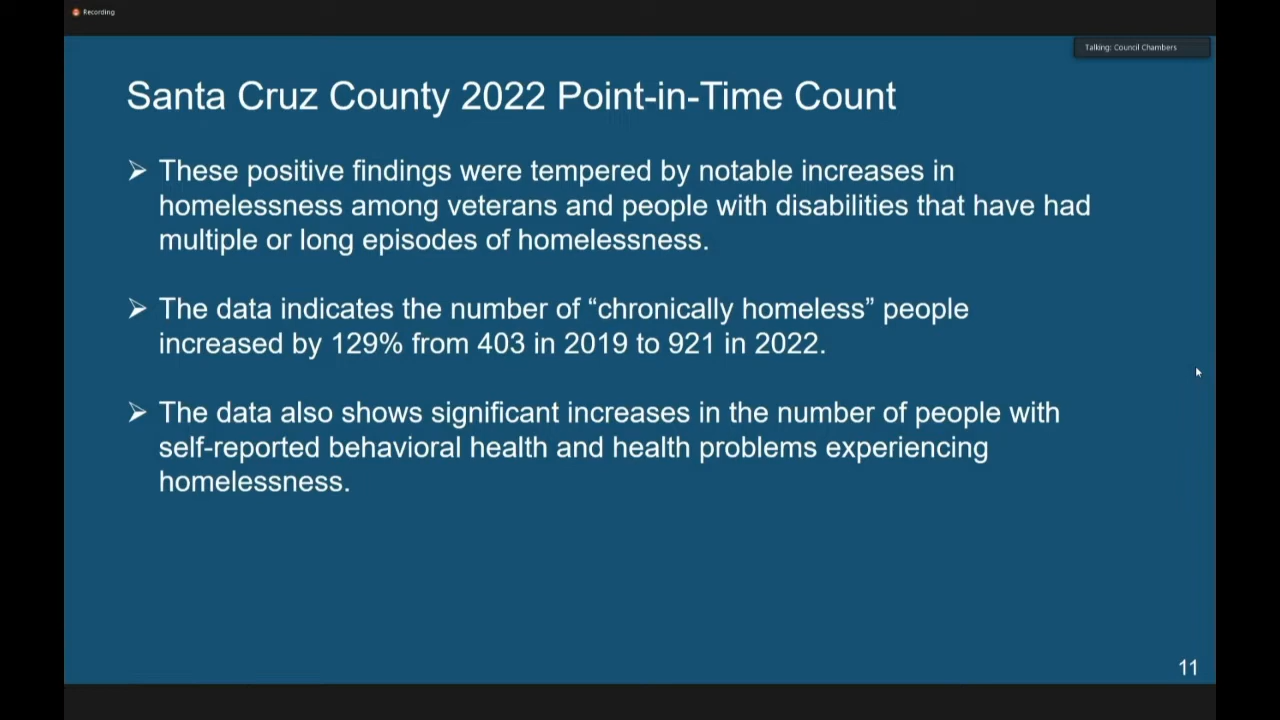 Recording
Talking: Council Chambers
Santa Cruz County 2022 Point-in-Time Count
➢ These positive findings were tempered by notable increases in
homelessness among veterans and people with disabilities that have had
multiple or long episodes of homelessness.
➢ The data indicates the number of “chronically homeless” people
increased by 129% from 403 in 2019 to 921 in 2022.
➢ The data also shows significant increases in the number of people with
self-reported behavioral health and health problems experiencing
homelessness.
11